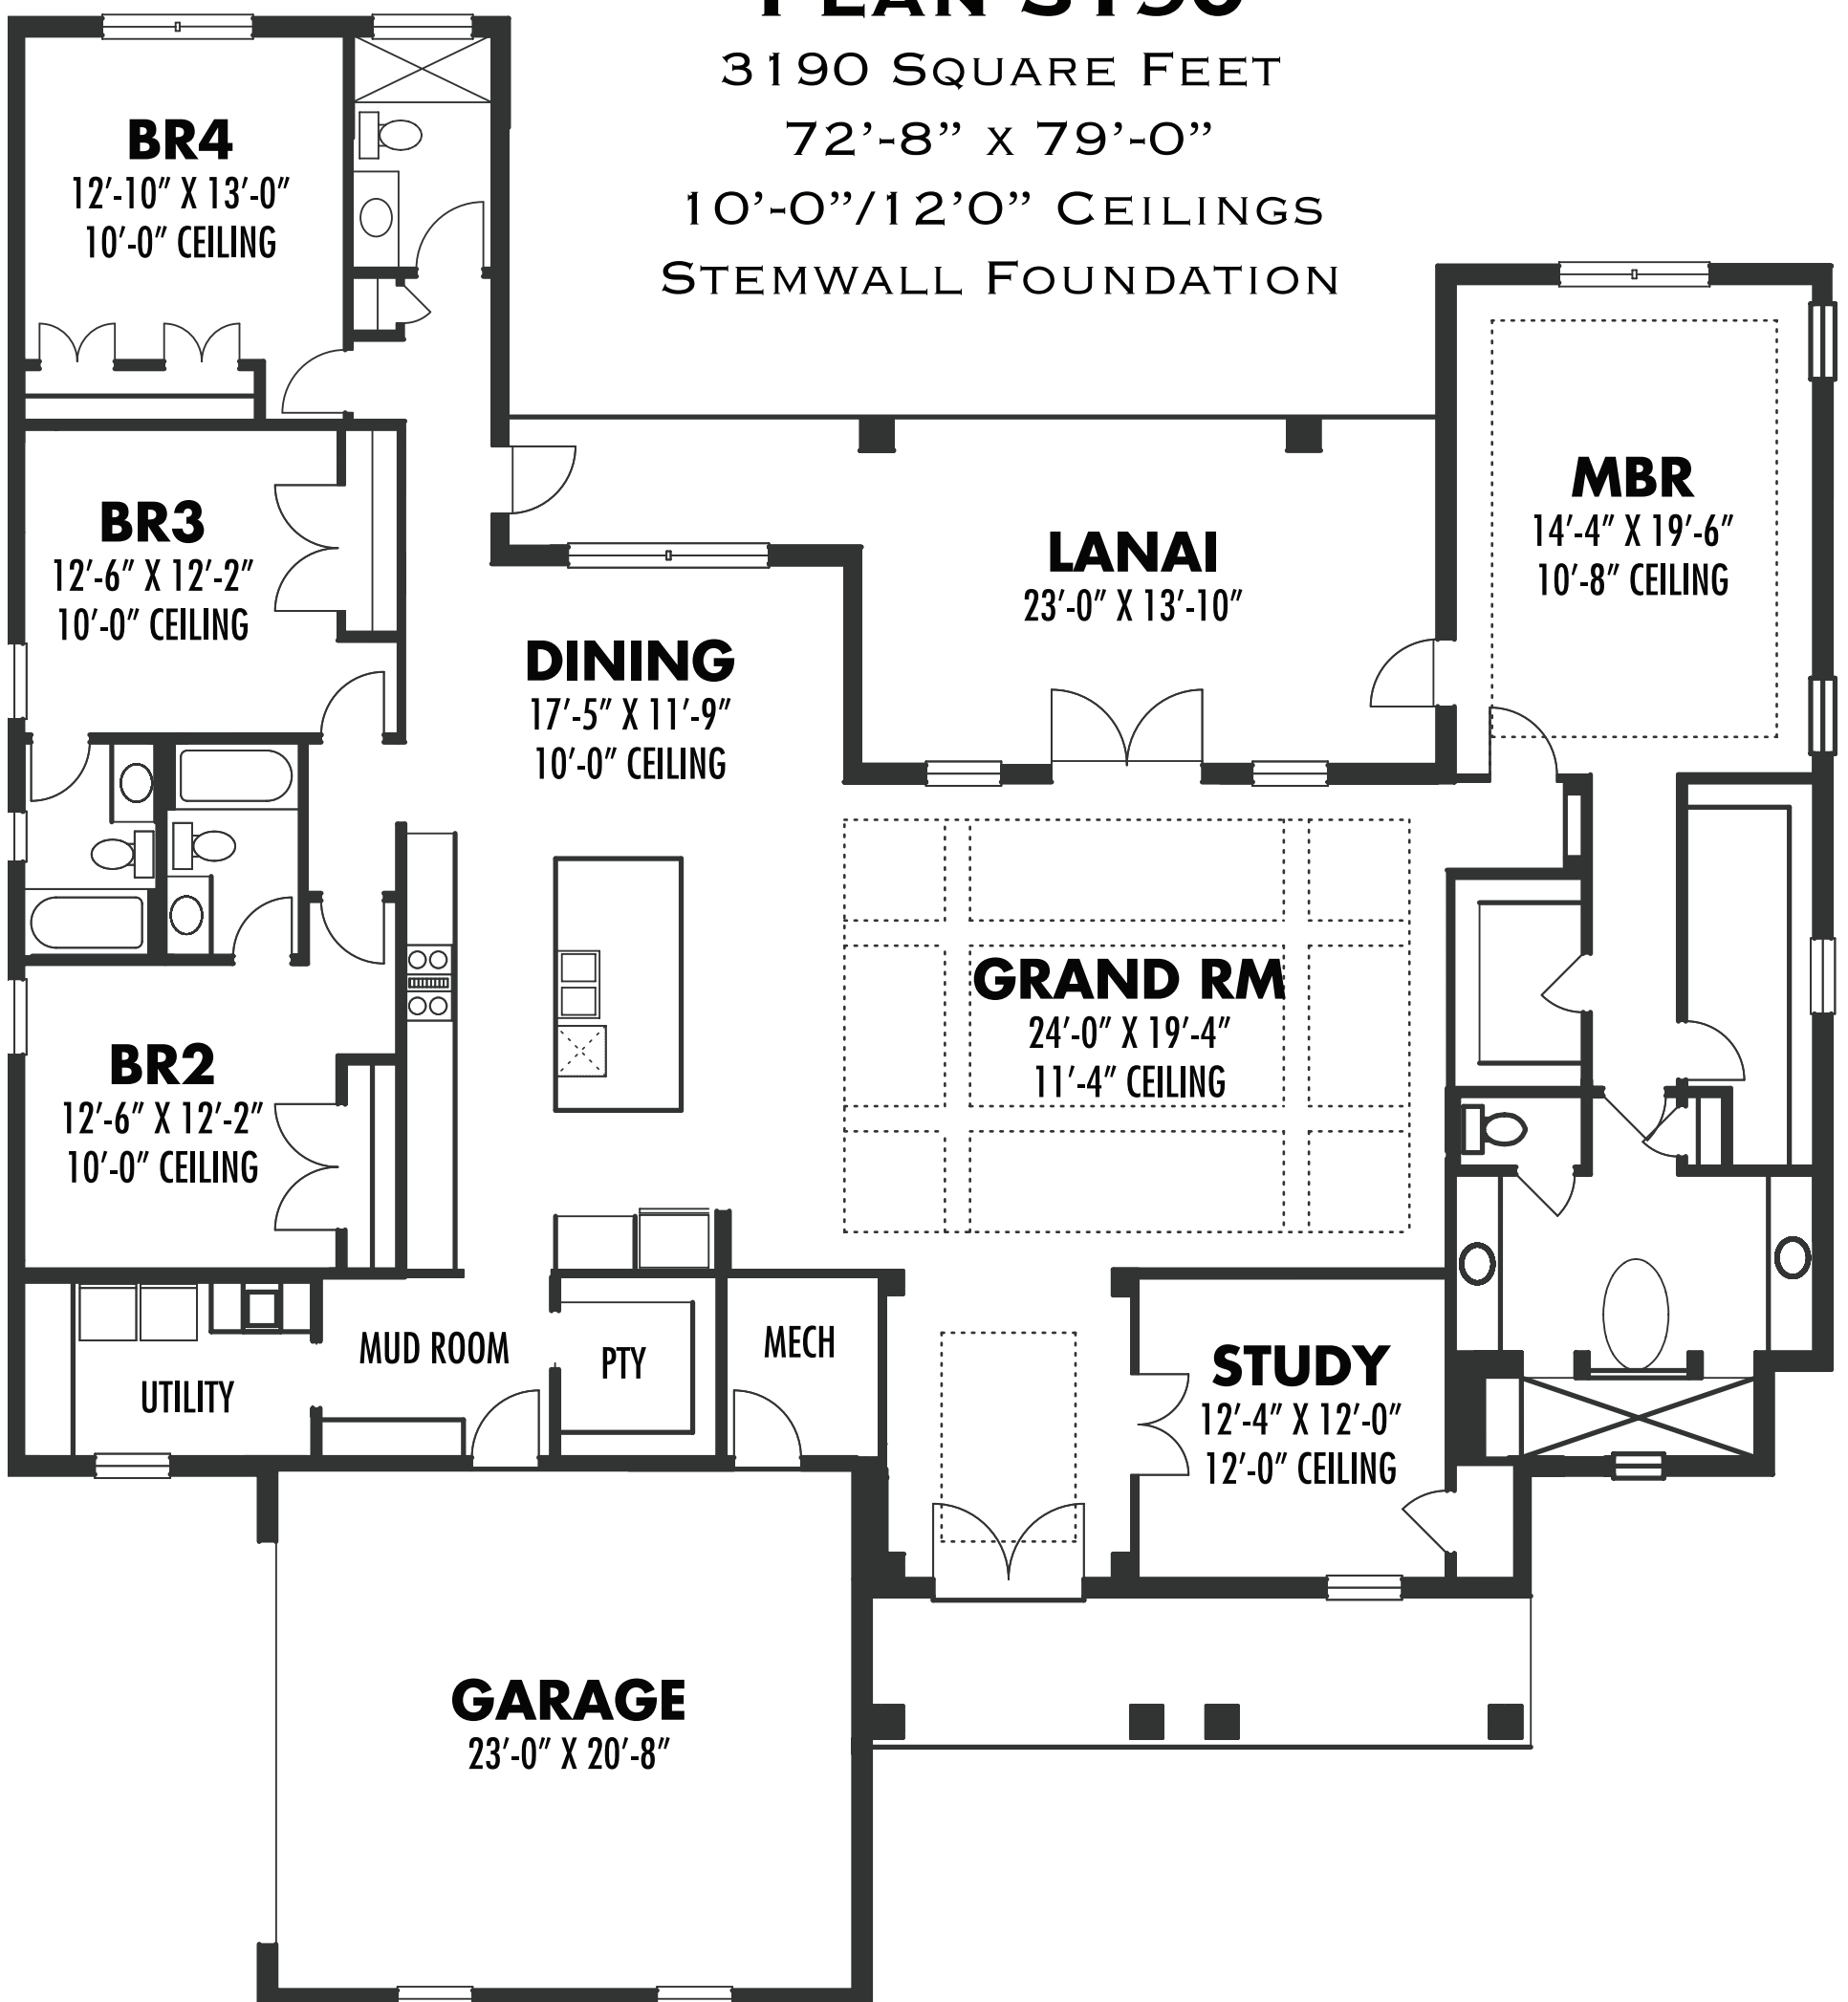 3190 SQUARE FEET
72'-8" X 79'-0"
10'-0"/12'0" CEILINGS
STEMWALL FOUNDATION
BR4
12'-10" X 13'-0"
10'-0" CEILING
BR3
12'-6" X 12'-2"
10'-0" CEILING
MBR
14'-4" X 19'-6"
10'-8" CEILING
LANAI
23'-0" X 13'-10"
DINING
17'-5" X 11'-9"
10'-0" CEILING
GRAND RM
24'-0" X 19'-4"
11'-4" CEILING
BR2
12'-6" X 12'-2"
10'-0" CEILING
UTILITY
MUD ROOM
PTY
MECH
STUDY
12'-4" X 12'-0"
12'-0" CEILING
GARAGE
23'-0" X 20'-8"